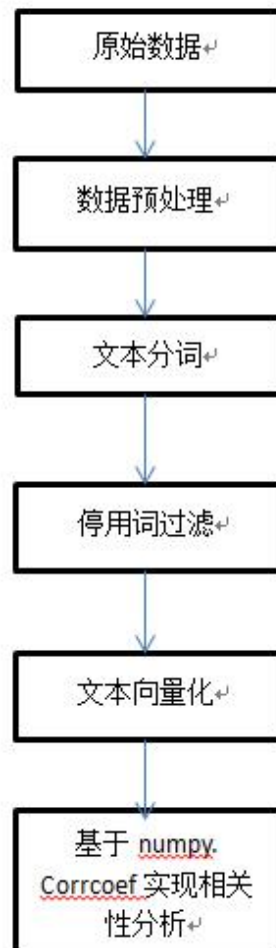 原始数据
数据预处理
文本分词
停用词过滤
文本向量化
基于 numpy.
Corrcoef 实现相关
性分析